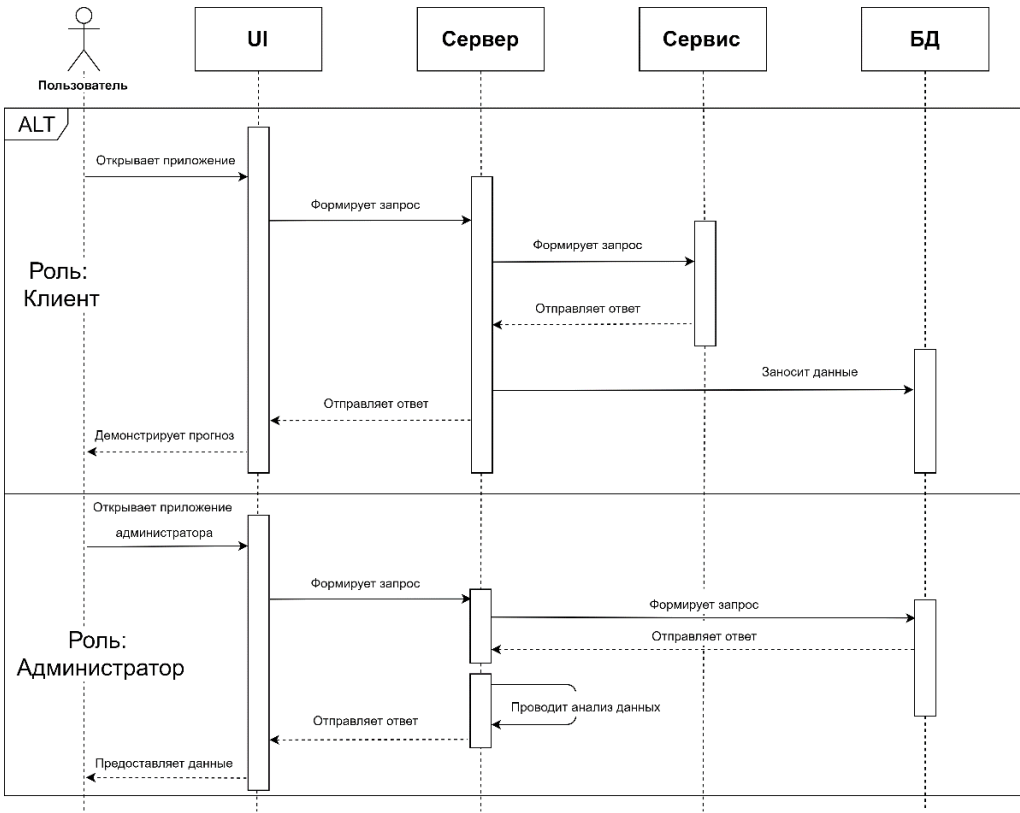 UI
Сервер
Сервис
БД
Пользователь
ALT
Открывает приложение
Формирует запрос
Формирует запрос
Роль:
Клиент
Отправляет ответ
Заносит данные
Отправляет ответ
Демонстрирует прогноз
Открывает приложение
администратора
Формирует запрос
Формирует запрос
Отправляет ответ
Роль:
Администратор
Проводит анализ данных
Отправляет ответ
Предоставляет данные